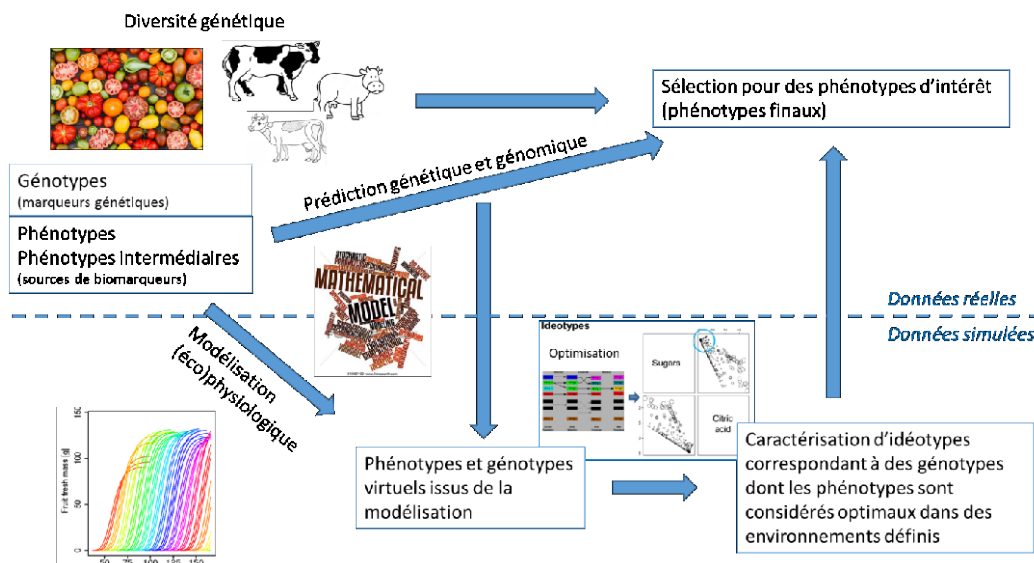 Diversité génétique
Sélection pour des phénotypes d'intérêt
(phénotypes finaux)
Prédiction génétique et génomique
Génotypes
(marqueurs génétiques)
Phénotypes
Phénotypes Intermédiaires
(sources de biomarqueurs)
MATHEMATICAL
MODEL
Données réelles
Données simulées
Modélisation
(éco)physiologique
Ideotypes
Optimisation
Sugars
Citric
acid
Fruit fresh mass [g]
0
50
100
50
75
100
125
150
Phénotypes et génotypes
virtuels issus de la
modélisation
Caractérisation d'idéotypes
correspondant à des génotypes
dont les phénotypes sont
considérés optimaux dans des
environnements définis